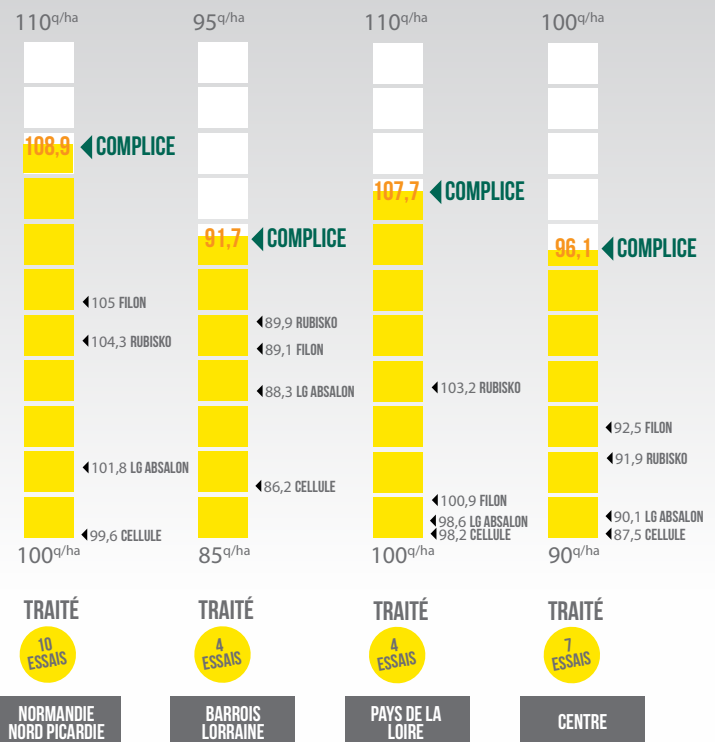 110q/ha
108,9 COMPLICE
105 FILON
104,3 RUBISKO
101,8 LG ABSALON
99,6 CELLULE
100q/ha
TRAITÉ
10
ESSAIS
NORMANDIE
NORD PICARDIE
95q/ha
91,7 COMPLICE
89,9 RUBISKO
89,1 FILON
88,3 LG ABSALON
86,2 CELLULE
85q/ha
TRAITÉ
4
ESSAIS
BARROIS
LORRAINE
110q/ha
107,7 COMPLICE
103,2 RUBISKO
100,9 FILON
98,6 LG ABSALON
98,2 CELLULE
100q/ha
TRAITÉ
4
ESSAIS
PAYS DE LA
LOIRE
100q/ha
96,1 COMPLICE
92,5 FILON
91,9 RUBISKO
90,1 LG ABSALON
87,5 CELLULE
90q/ha
TRAITÉ
7
ESSAIS
CENTRE